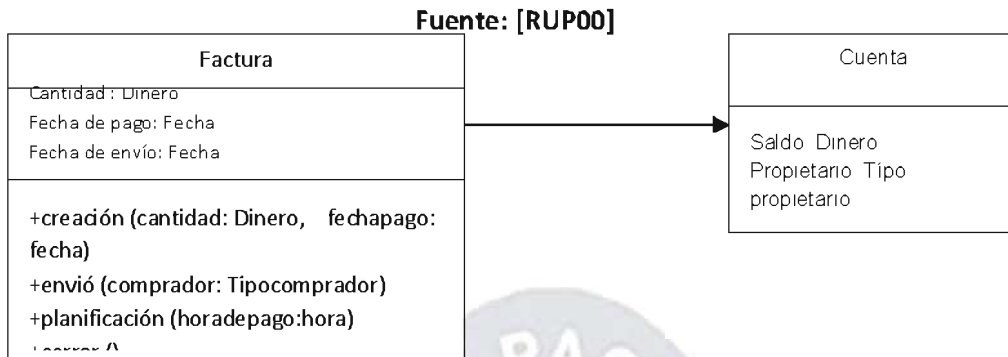 Fuente: [RUP00]
Factura
Cantidad : Dinero
Fecha de pago: Fecha
Fecha de envío: Fecha
+creación (cantidad: Dinero, fechapago:
fecha)
+envió (comprador: Tipocomprador)
+planificación (horadepago:hora)
Cuenta
Saldo Dinero
Propietario Tipo
propietario